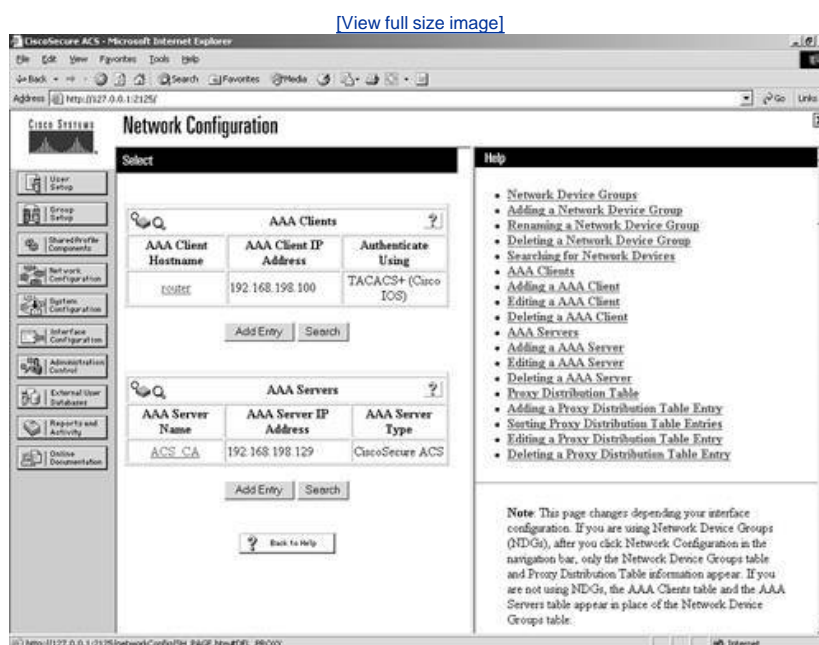 [View full size image]
CiscoSecure ACS - Microsoft Internet Explorer
File Edit View Favorites Tools Help
Back Search Favorites Media
Address http://127.0.0.1:2125/ Go Links
Cisco Systems
Network Configuration
Select
User Setup
Group Setup
Shared Profile Components
Network Configuration
System Configuration
Interface Configuration
Administration Control
External User Databases
Reports and Activity
Online Documentation
AAA Clients ?
AAA Client Hostname
AAA Client IP Address
Authenticate Using
router
192.168.198.100
TACACS+ (Cisco IOS)
Add Entry Search
AAA Servers ?
AAA Server Name
AAA Server IP Address
AAA Server Type
ACS_CA
192.168.198.129
CiscoSecure ACS
Add Entry Search
? Back to Help
Help
Network Device Groups
Adding a Network Device Group
Renaming a Network Device Group
Deleting a Network Device Group
Searching for Network Devices
AAA Clients
Adding a AAA Client
Editing a AAA Client
Deleting a AAA Client
AAA Servers
Adding a AAA Server
Editing a AAA Server
Deleting a AAA Server
Proxy Distribution Table
Adding a Proxy Distribution Table Entry
Sorting Proxy Distribution Table Entries
Editing a Proxy Distribution Table Entry
Deleting a Proxy Distribution Table Entry
Note: This page changes depending your interface
configuration. If you are using Network Device Groups
(NDGs), after you click Network Configuration in the
navigation bar, only the Network Device Groups table
and Proxy Distribution Table information appear. If you
are not using NDGs, the AAA Clients table and the AAA
Servers table appear in place of the Network Device
Groups table.
Internet